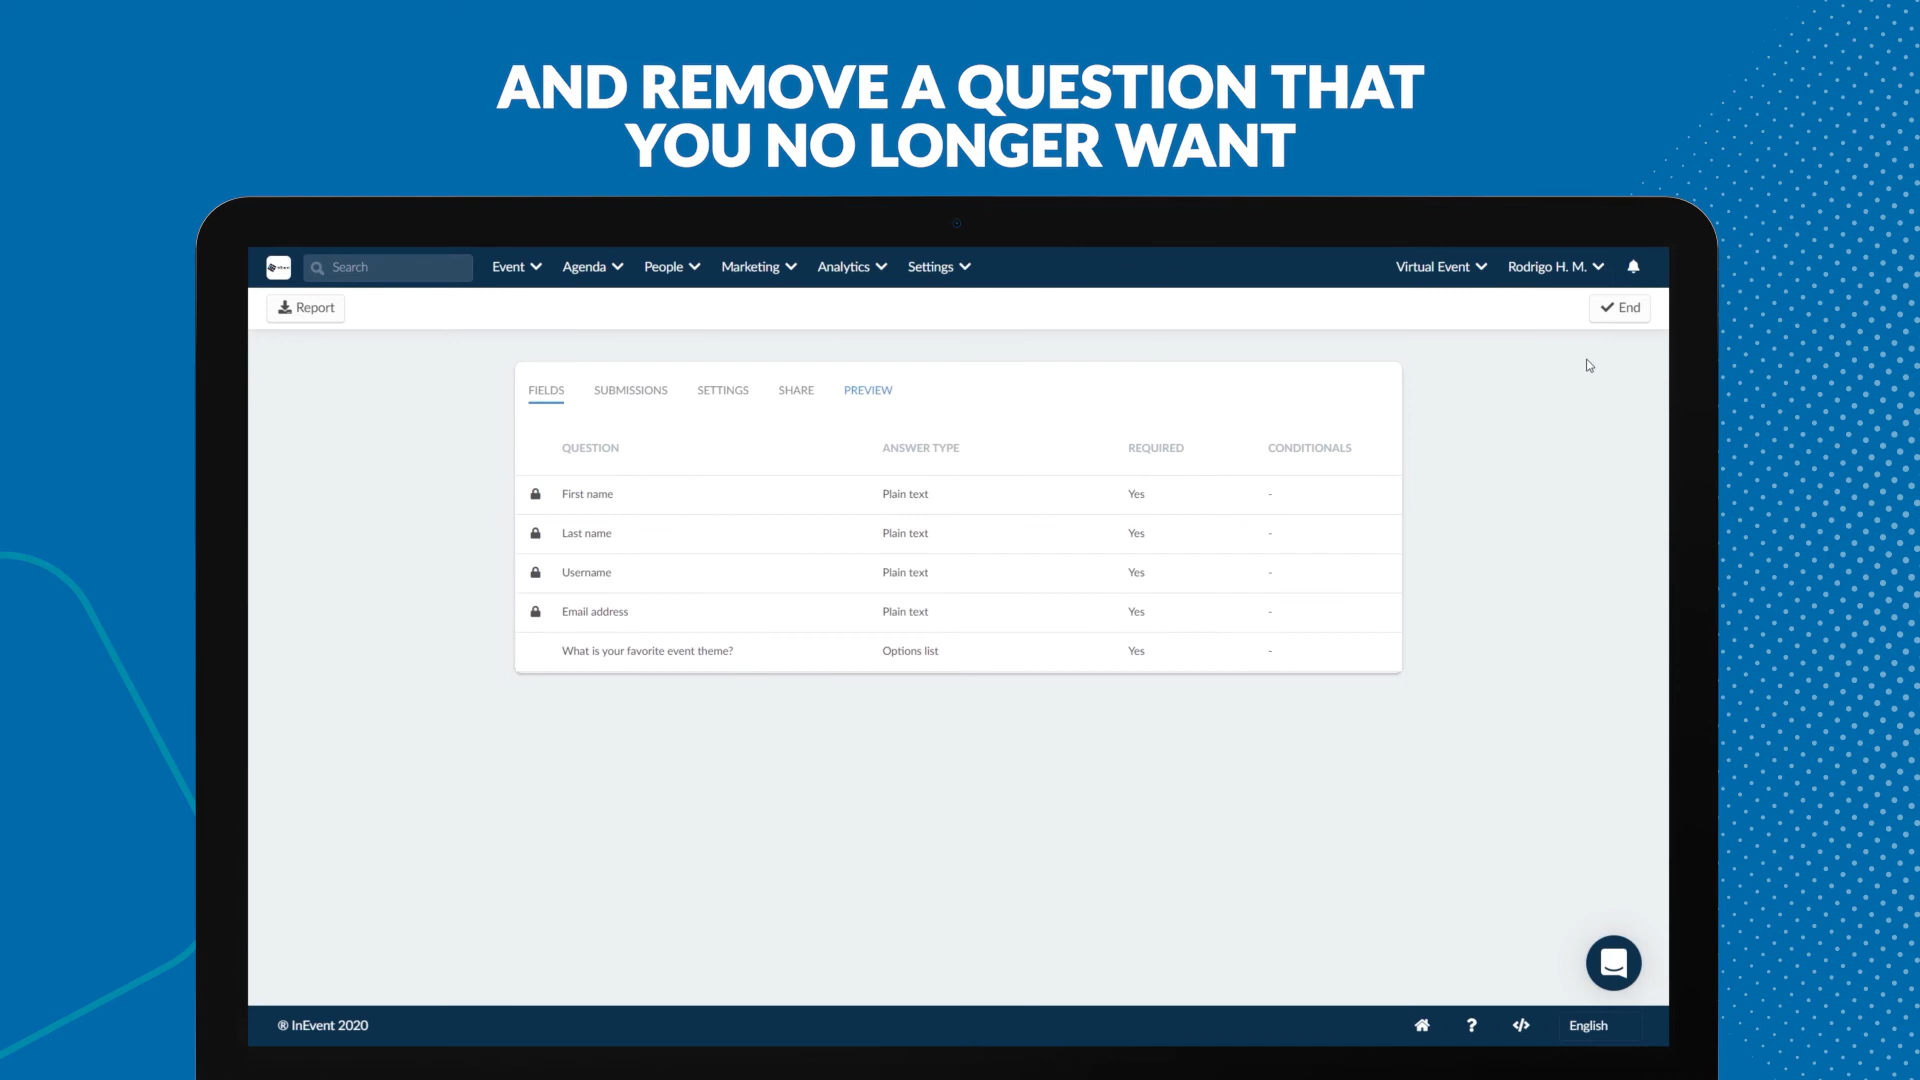 AND REMOVE A QUESTION THAT
YOU NO LONGER WANT
Search
Event
Agenda
People
Marketing
Analytics
Settings
Virtual Event
Rodrigo H. M.
Report
End
FIELDS
SUBMISSIONS
SETTINGS
SHARE
PREVIEW
QUESTION
ANSWER TYPE
REQUIRED
CONDITIONALS
First name
Plain text
Yes
-
Last name
Plain text
Yes
-
Username
Plain text
Yes
-
Email address
Plain text
Yes
-
What is your favorite event theme?
Options list
Yes
-
® InEvent 2020
?
</>
English